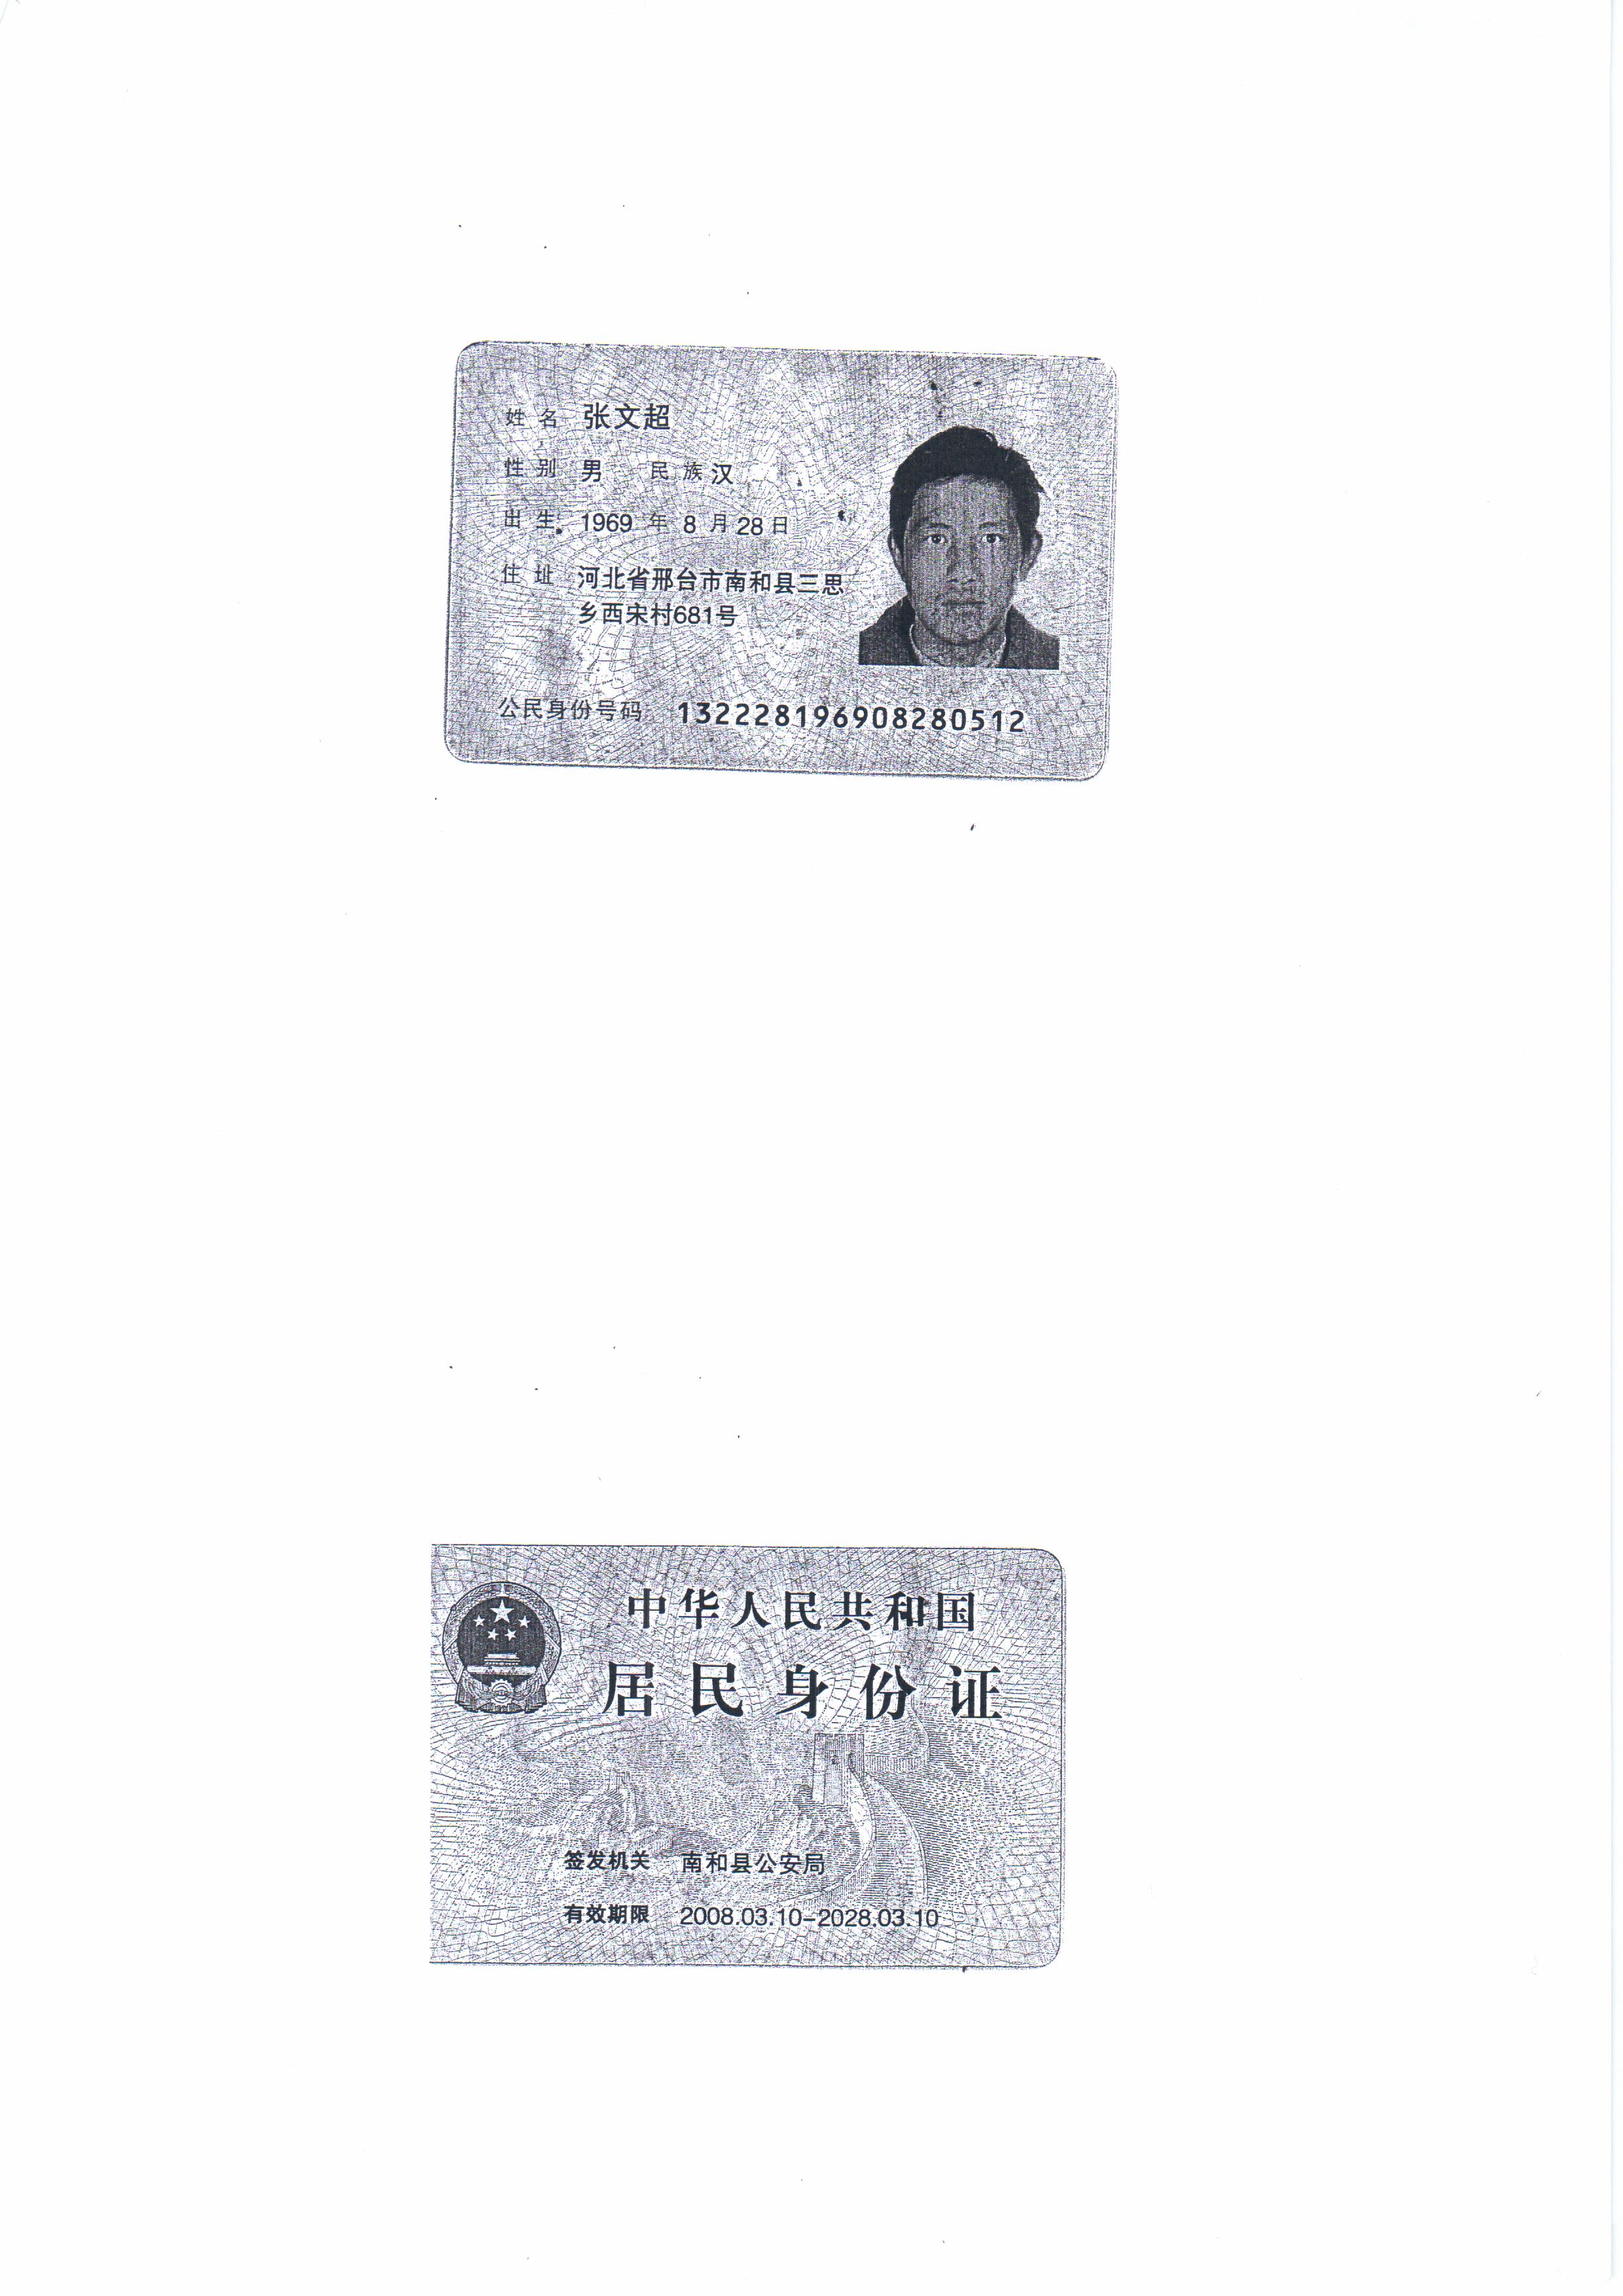 姓名 张文超
性别 男 民族 汉
出生 1969 年 8 月 28 日
住址 河北省邢台市南和县三思
乡西宋村681号
公民身份号码 132228196908280512
中华人民共和国
居民身份证
签发机关 南和县公安局
有效期限 2008.03.10-2028.03.10